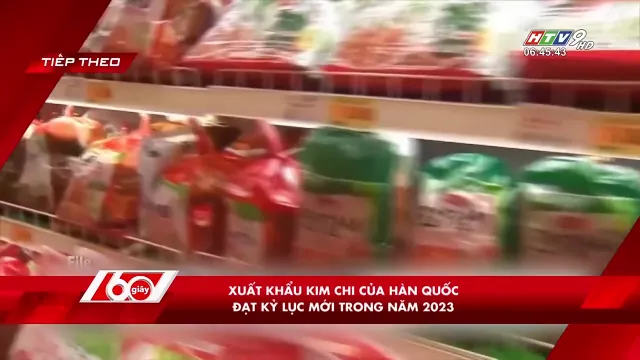 TIẾP THEO
HTV9 HD
06.45.43
File
60 giây
XUẤT KHẨU KIM CHI CỦA HÀN QUỐC
ĐẠT KỶ LỤC MỚI TRONG NĂM 2023